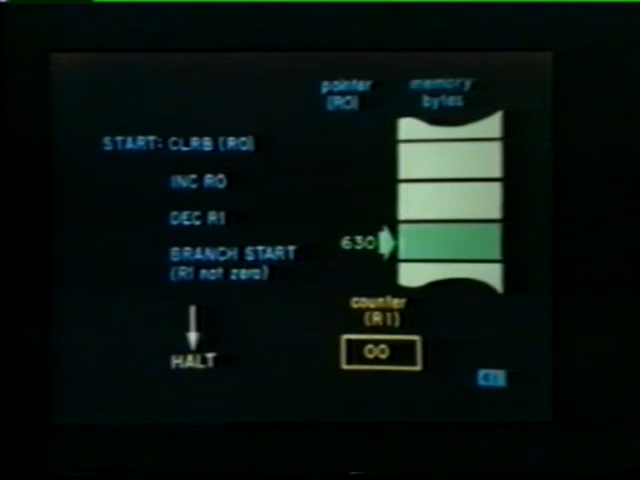 pointer
(R0)
memory
bytes
START: CLRB (R0)
INC R0
DEC R1
BRANCH START
(R1 not zero)
630
counter
(R1)
00
HALT